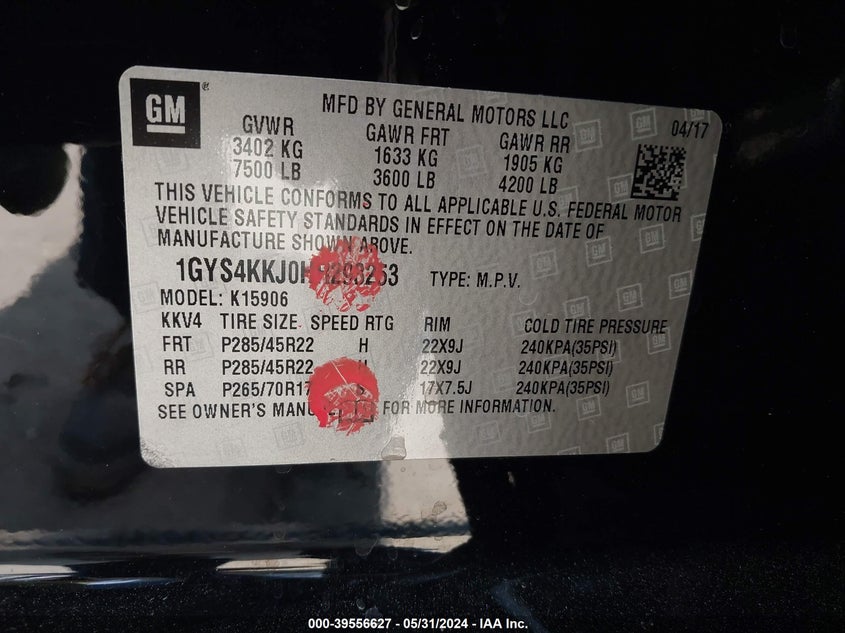 GM ®
MFD BY GENERAL MOTORS LLC
04/17
GVWR GAWR FRT GAWR RR
3402 KG 1633 KG 1905 KG
7500 LB 3600 LB 4200 LB
THIS VEHICLE CONFORMS TO ALL APPLICABLE U.S. FEDERAL MOTOR
VEHICLE SAFETY STANDARDS IN EFFECT ON THE DATE OF
MANUFACTURE SHOWN ABOVE.
TYPE: M.P.V.
MODEL: K15906
KKV4 TIRE SIZE SPEED RTG RIM COLD TIRE PRESSURE
FRT P285/45R22 H 22X9J 240KPA(35PSI)
RR P285/45R22 H 22X9J 240KPA(35PSI)
SPA P265/70R17 17X7.5J 240KPA(35PSI)
SEE OWNER'S MANUAL FOR MORE INFORMATION.
000-39556627 - 05/31/2024 - IAA Inc.